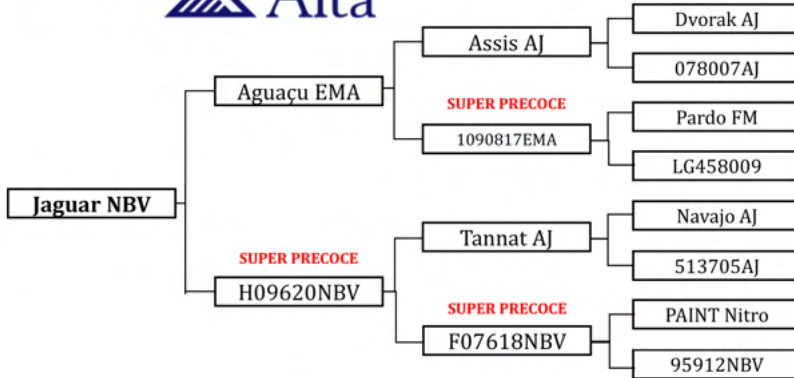 Alta
Dvorak AJ
Assis AJ
078007AJ
Aguaçu EMA
SUPER PRECOCE
Pardo FM
1090817EMA
LG458009
Jaguar NBV
Navajo AJ
Tannat AJ
SUPER PRECOCE
513705AJ
H09620NBV
SUPER PRECOCE
PAINT Nitro
F07618NBV
95912NBV